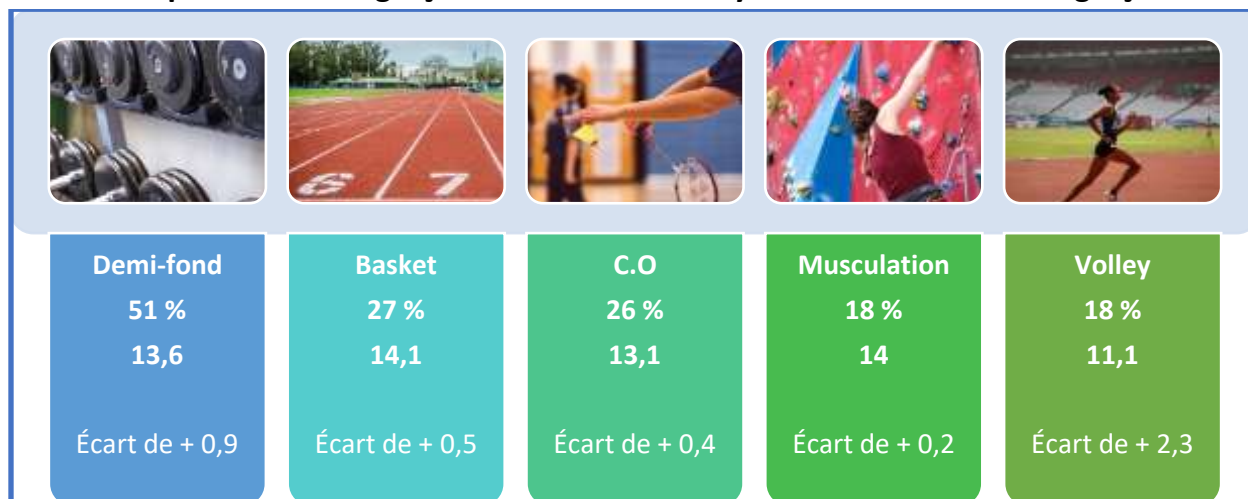 Demi-fond
51 %
13,6
Écart de + 0,9
Basket
27 %
14,1
Écart de + 0,5
C.O
26 %
13,1
Écart de + 0,4
Musculation
18 %
14
Écart de + 0,2
Volley
18 %
11,1
Écart de + 2,3
6 7